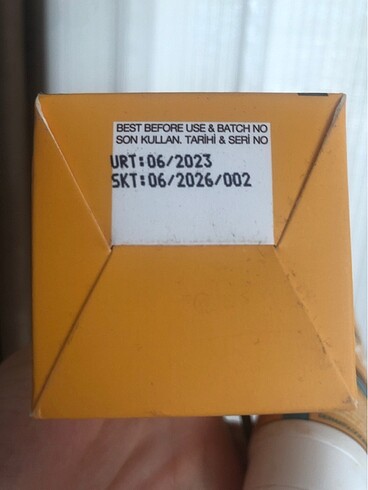 BEST BEFORE USE & BATCH NO
SON KULLAN. TARİHİ & SERİ NO
URT:06/2023
SKT:06/2026/002